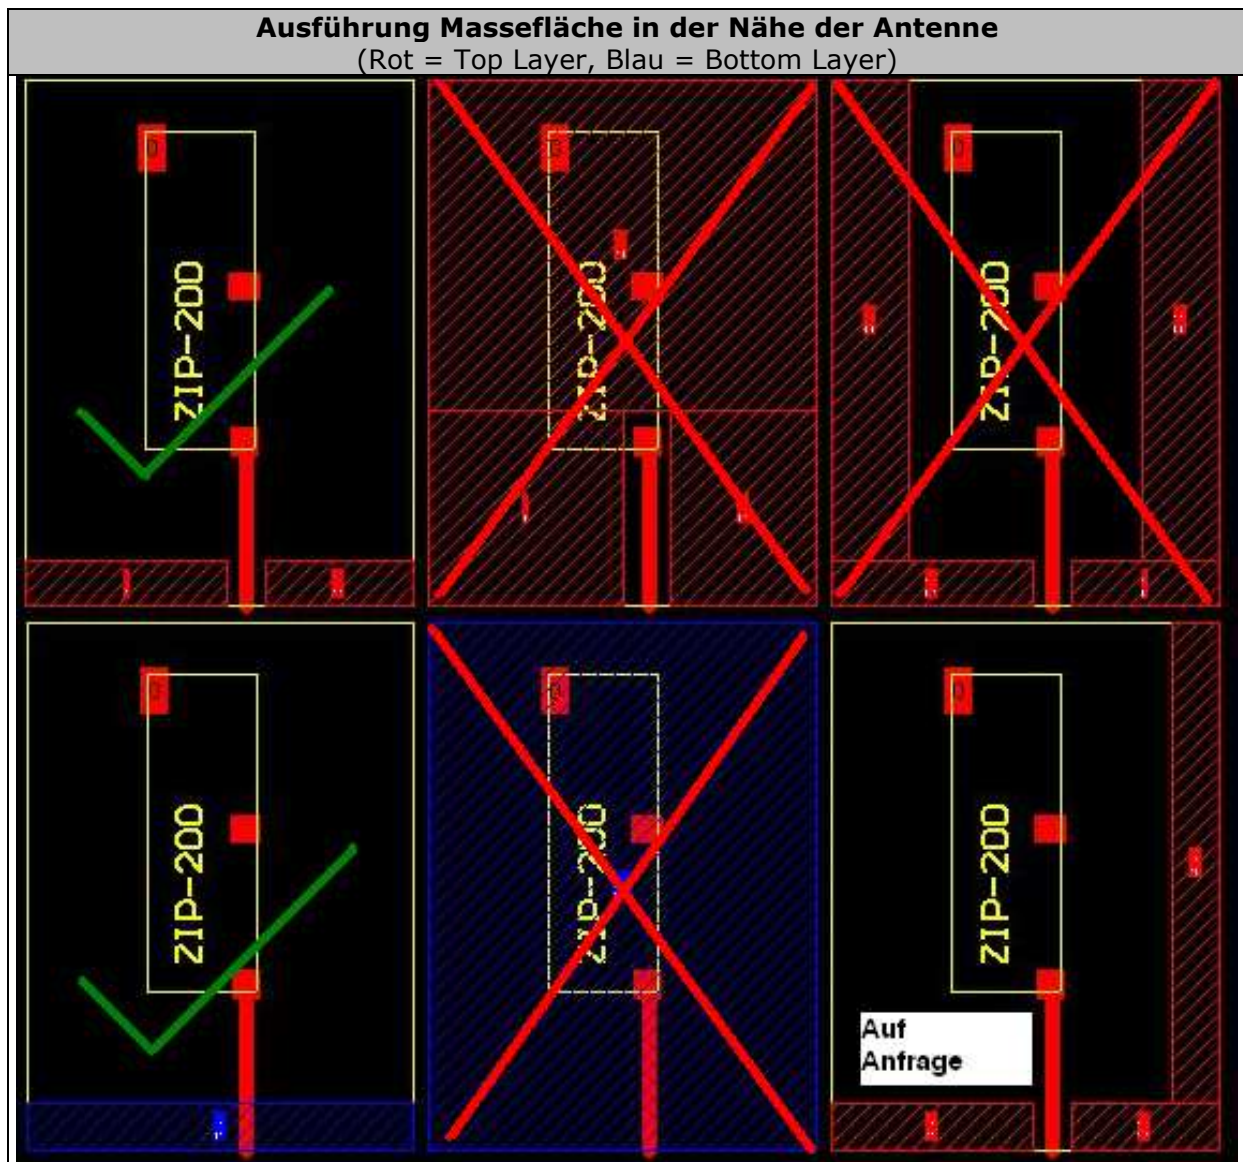 Ausführung Massefläche in der Nähe der Antenne
(Rot = Top Layer, Blau = Bottom Layer)
ZIP-200
ZIP-200
ZIP-200
ZIP-200
ZIP-200
ZIP-200
Auf
Anfrage